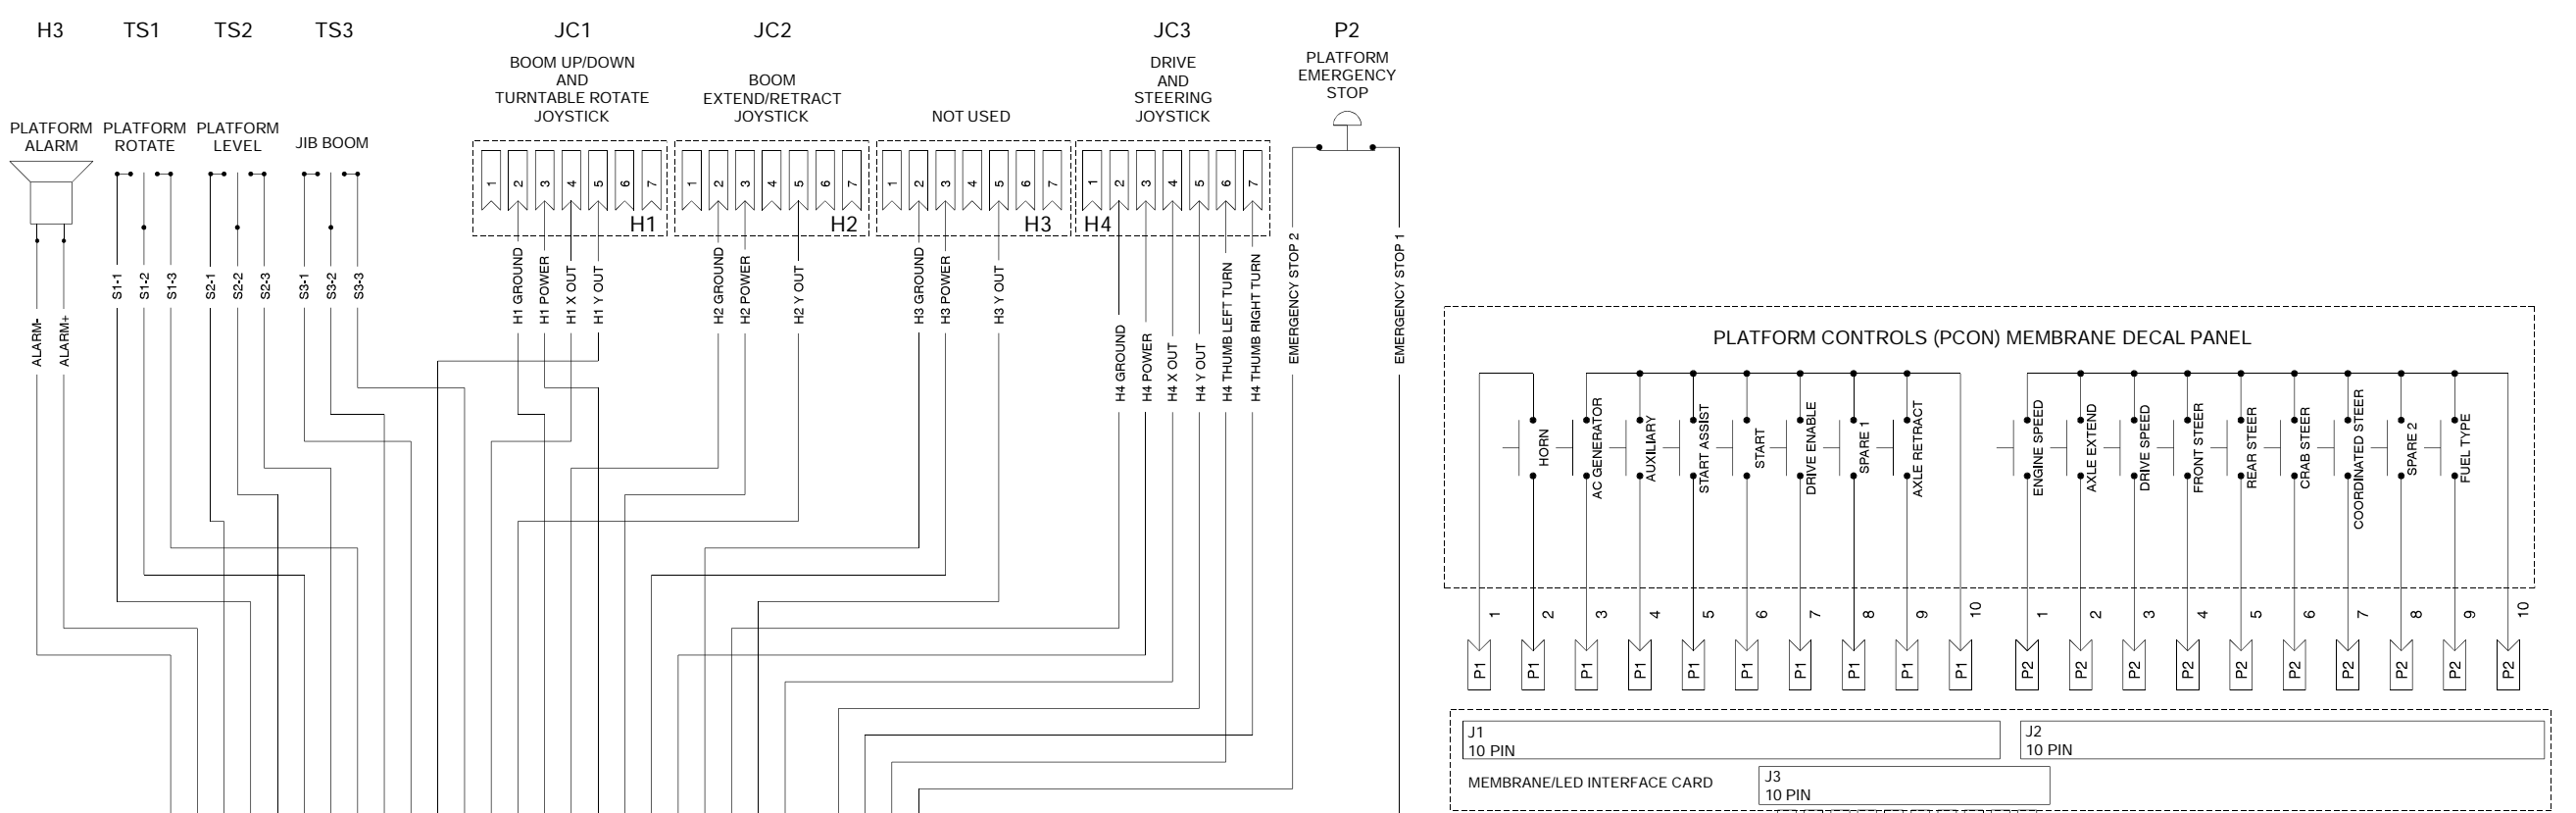 H3 TS1 TS2 TS3 JC1 JC2 JC3 P2
PLATFORM
ALARM
PLATFORM
ROTATE
PLATFORM
LEVEL
JIB BOOM
BOOM UP/DOWN
AND
TURNTABLE ROTATE
JOYSTICK
BOOM
EXTEND/RETRACT
JOYSTICK
NOT USED
DRIVE
AND
STEERING
JOYSTICK
PLATFORM
EMERGENCY
STOP
1 2 3 4 5 6 7
H1
1 2 3 4 5 6 7
H2
1 2 3 4 5 6 7
H3
1 2 3 4 5 6 7
H4
ALARM-
ALARM+
S1-1
S1-2
S1-3
S2-1
S2-2
S2-3
S3-1
S3-2
S3-3
H1 GROUND
H1 POWER
H1 X OUT
H1 Y OUT
H2 GROUND
H2 POWER
H2 Y OUT
H3 GROUND
H3 POWER
H3 Y OUT
H4 GROUND
H4 POWER
H4 X OUT
H4 Y OUT
H4 THUMB LEFT TURN
H4 THUMB RIGHT TURN
EMERGENCY STOP 2
EMERGENCY STOP 1
PLATFORM CONTROLS (PCON) MEMBRANE DECAL PANEL
HORN
AC GENERATOR
AUXILIARY
START ASSIST
START
DRIVE ENABLE
SPARE 1
AXLE RETRACT
ENGINE SPEED
AXLE EXTEND
DRIVE SPEED
FRONT STEER
REAR STEER
CRAB STEER
COORDINATED STEER
SPARE 2
FUEL TYPE
1 2 3 4 5 6 7 8 9 10 1 2 3 4 5 6 7 8 9 10
P1 P1 P1 P1 P1 P1 P1 P1 P1 P1 P2 P2 P2 P2 P2 P2 P2 P2 P2 P2
J1
10 PIN
J2
10 PIN
MEMBRANE/LED INTERFACE CARD
J3
10 PIN